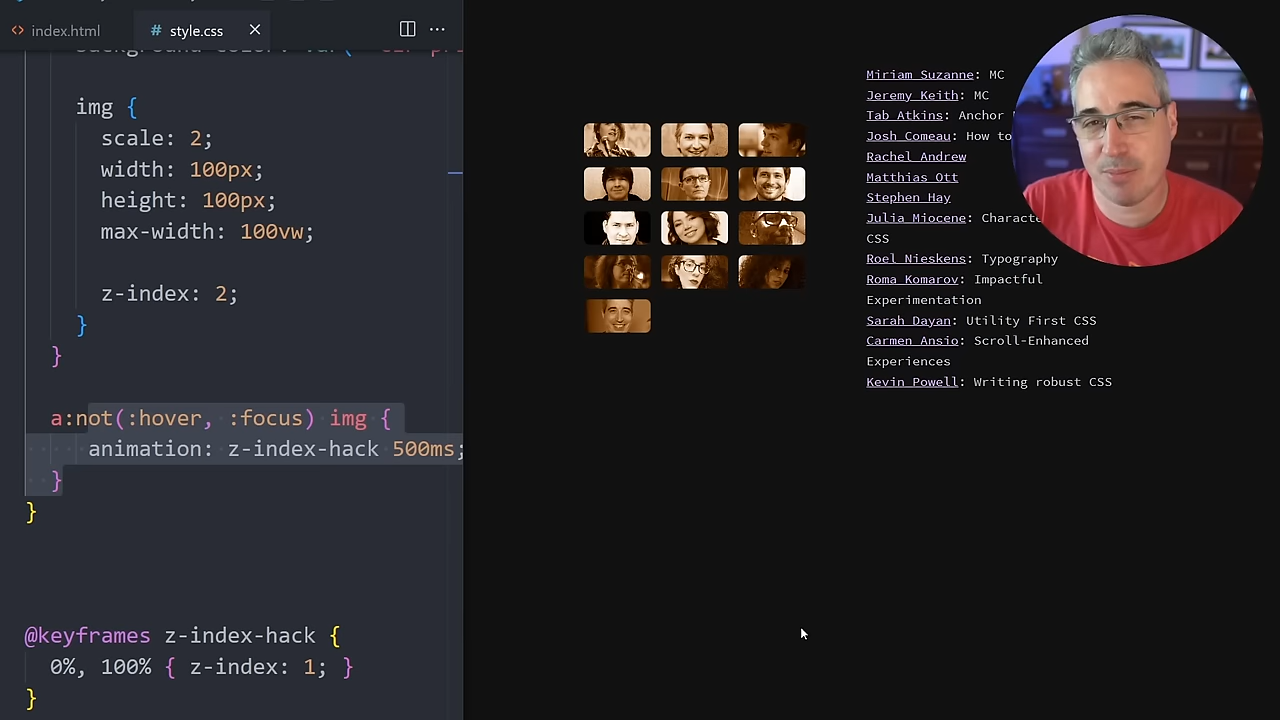 index.html
# style.css
img {
scale: 2;
width: 100px;
height: 100px;
max-width: 100vw;
z-index: 2;
}
}
a:not(:hover, :focus) img {
animation: z-index-hack 500ms;
}
}
@keyframes z-index-hack {
0%, 100% { z-index: 1; }
}
Miriam Suzanne: MC
Jeremy Keith: MC
Tab Atkins: Anchor
Josh Comeau: How to
Rachel Andrew
Matthias Ott
Stephen Hay
Julia Miocene:
CSS
Roel Nieskens: Typography
Roma Komarov: Impactful
Experimentation
Sarah Dayan: Utility First CSS
Carmen Ansio: Scroll-Enhanced
Experiences
Kevin Powell: Writing robust CSS